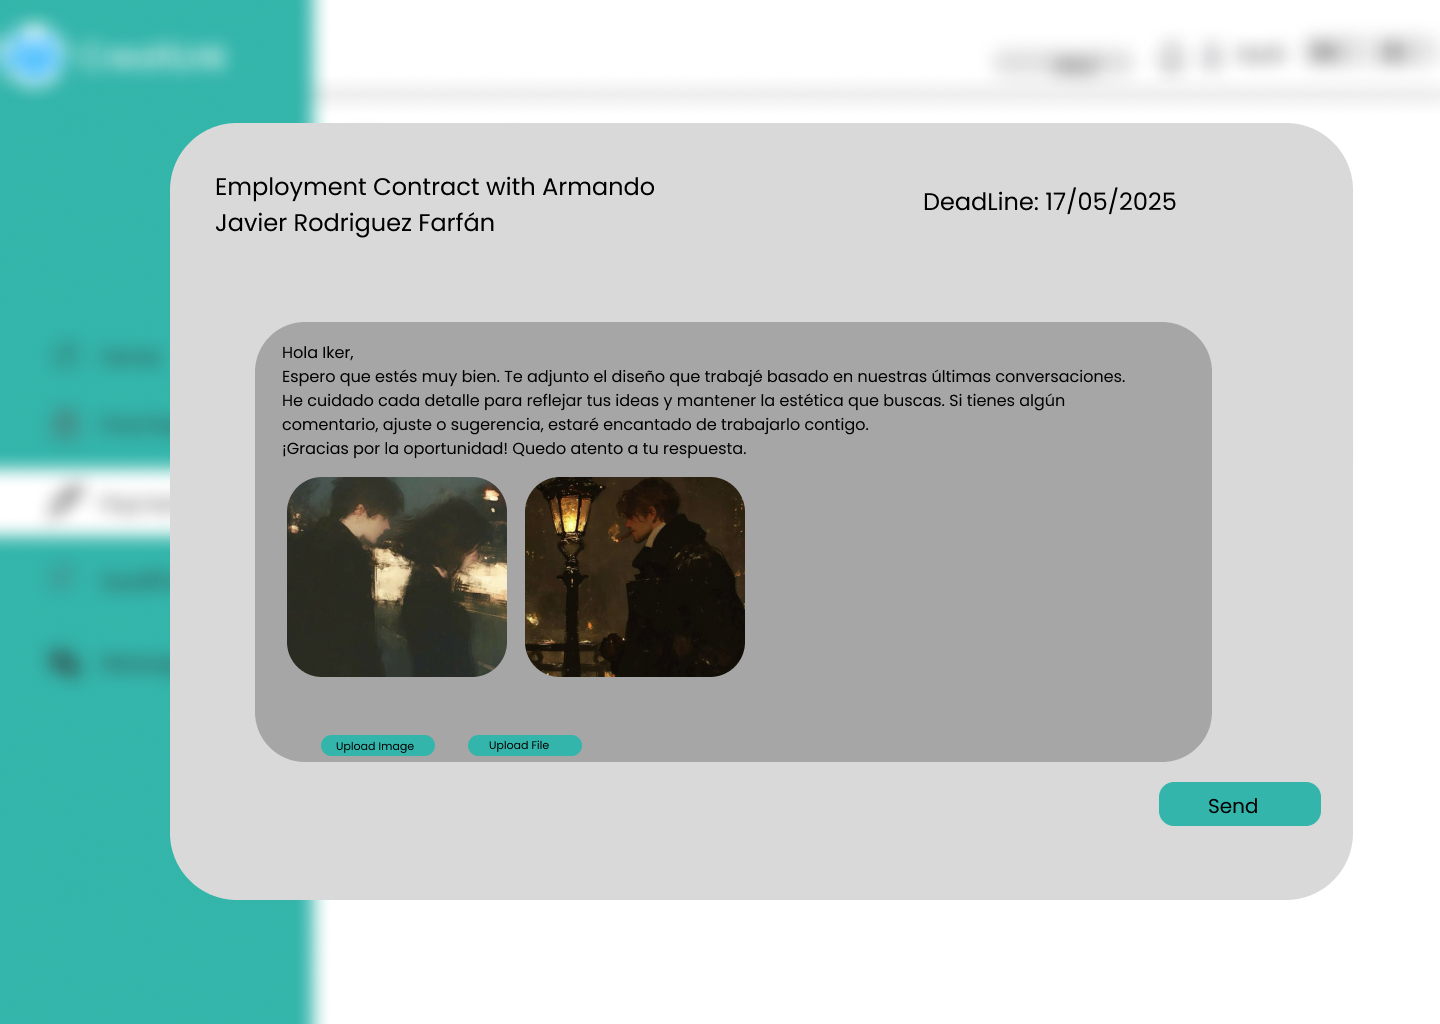 Employment Contract with Armando
Javier Rodriguez Farfán
DeadLine: 17/05/2025
Hola Iker,
Espero que estés muy bien. Te adjunto el diseño que trabajé basado en nuestras últimas conversaciones.
He cuidado cada detalle para reflejar tus ideas y mantener la estética que buscas. Si tienes algún
comentario, ajuste o sugerencia, estaré encantado de trabajarlo contigo.
¡Gracias por la oportunidad! Quedo atento a tu respuesta.
Upload Image
Upload File
Send